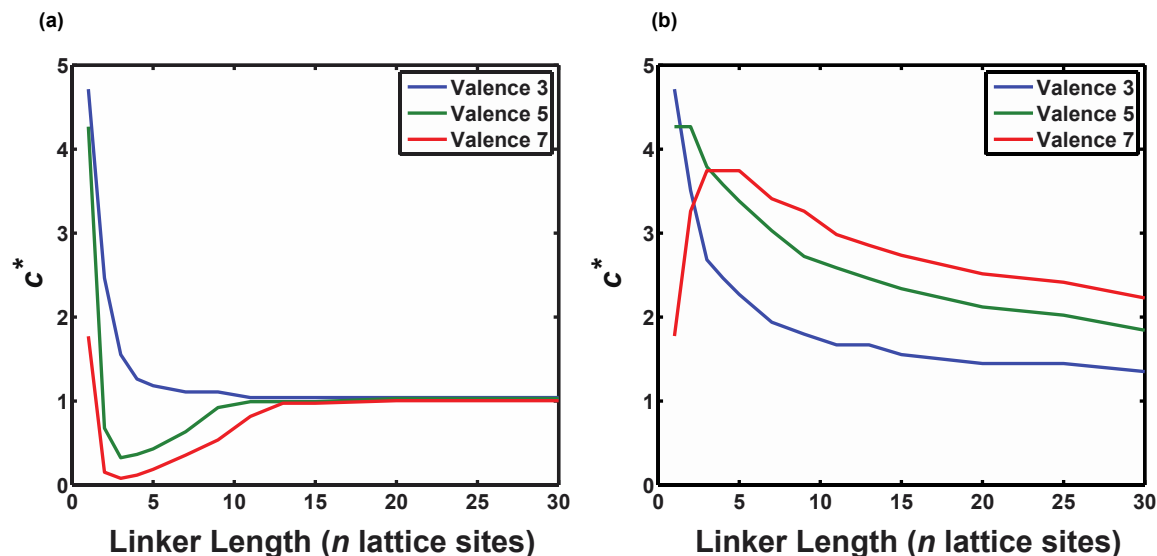 (a)
5
4
3
2
1
0
c*
Valence 3
Valence 5
Valence 7
0 5 10 15 20 25 30
Linker Length (n lattice sites)
(b)
5
4
3
2
1
0
c*
Valence 3
Valence 5
Valence 7
0 5 10 15 20 25 30
Linker Length (n lattice sites)